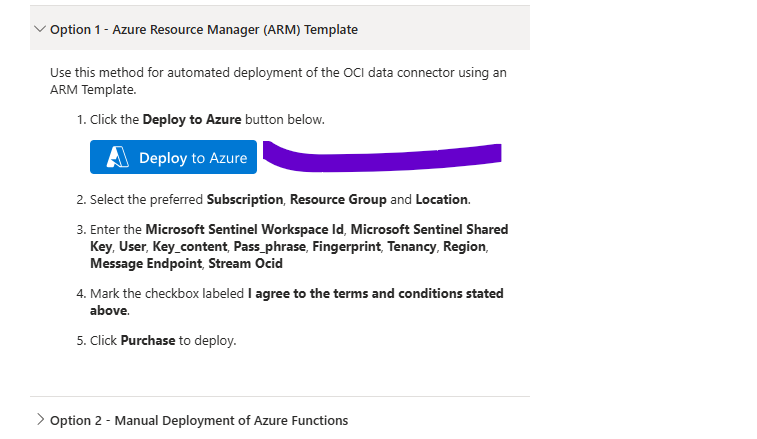 Option 1 - Azure Resource Manager (ARM) Template
Use this method for automated deployment of the OCI data connector using an
ARM Template.
1. Click the Deploy to Azure button below.
Deploy to Azure
2. Select the preferred Subscription, Resource Group and Location.
3. Enter the Microsoft Sentinel Workspace Id, Microsoft Sentinel Shared
Key, User, Key_content, Pass_phrase, Fingerprint, Tenancy, Region,
Message Endpoint, Stream Ocid
4. Mark the checkbox labeled I agree to the terms and conditions stated
above.
5. Click Purchase to deploy.
Option 2 - Manual Deployment of Azure Functions